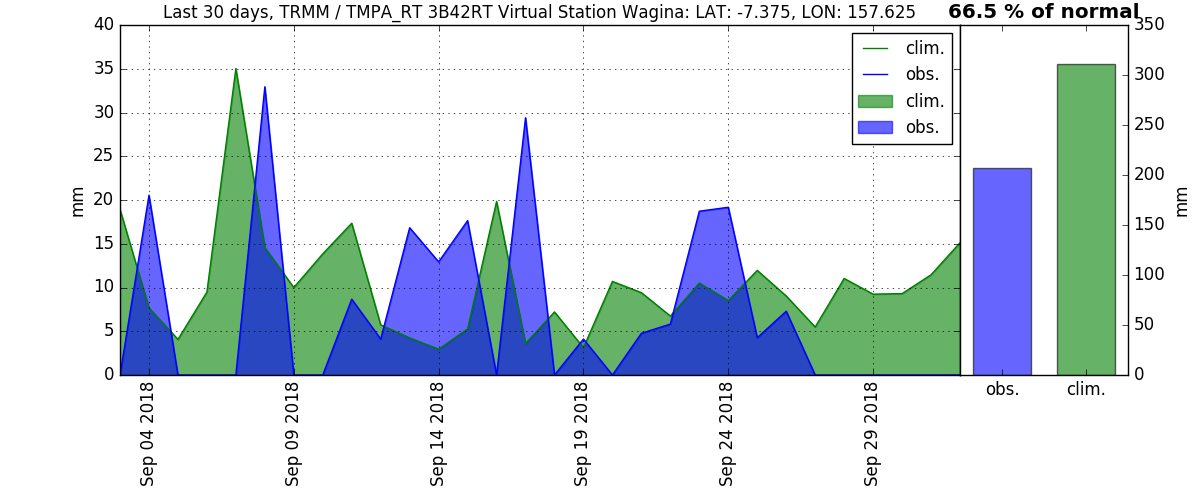 Last 30 days, TRMM / TMPA_RT 3B42RT Virtual Station Wagina: LAT: -7.375, LON: 157.625
66.5 % of normal
40
35
30
25
20
15
10
5
0
mm
clim.
obs.
clim.
obs.
Sep 04 2018
Sep 09 2018
Sep 14 2018
Sep 19 2018
Sep 24 2018
Sep 29 2018
350
300
250
200
150
100
50
0
mm
obs.
clim.